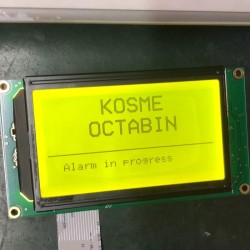 KOSME
OCTABIN
Alarm in progress